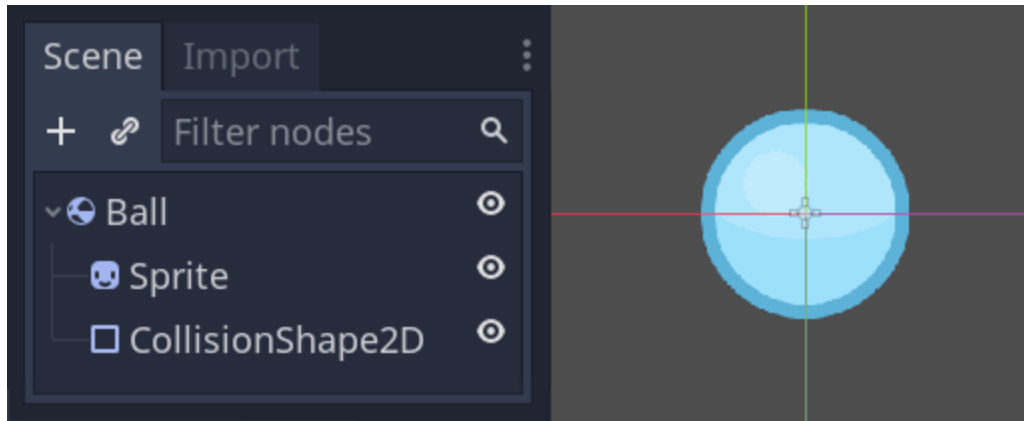 Scene Import
Filter nodes
Ball
Sprite
CollisionShape2D